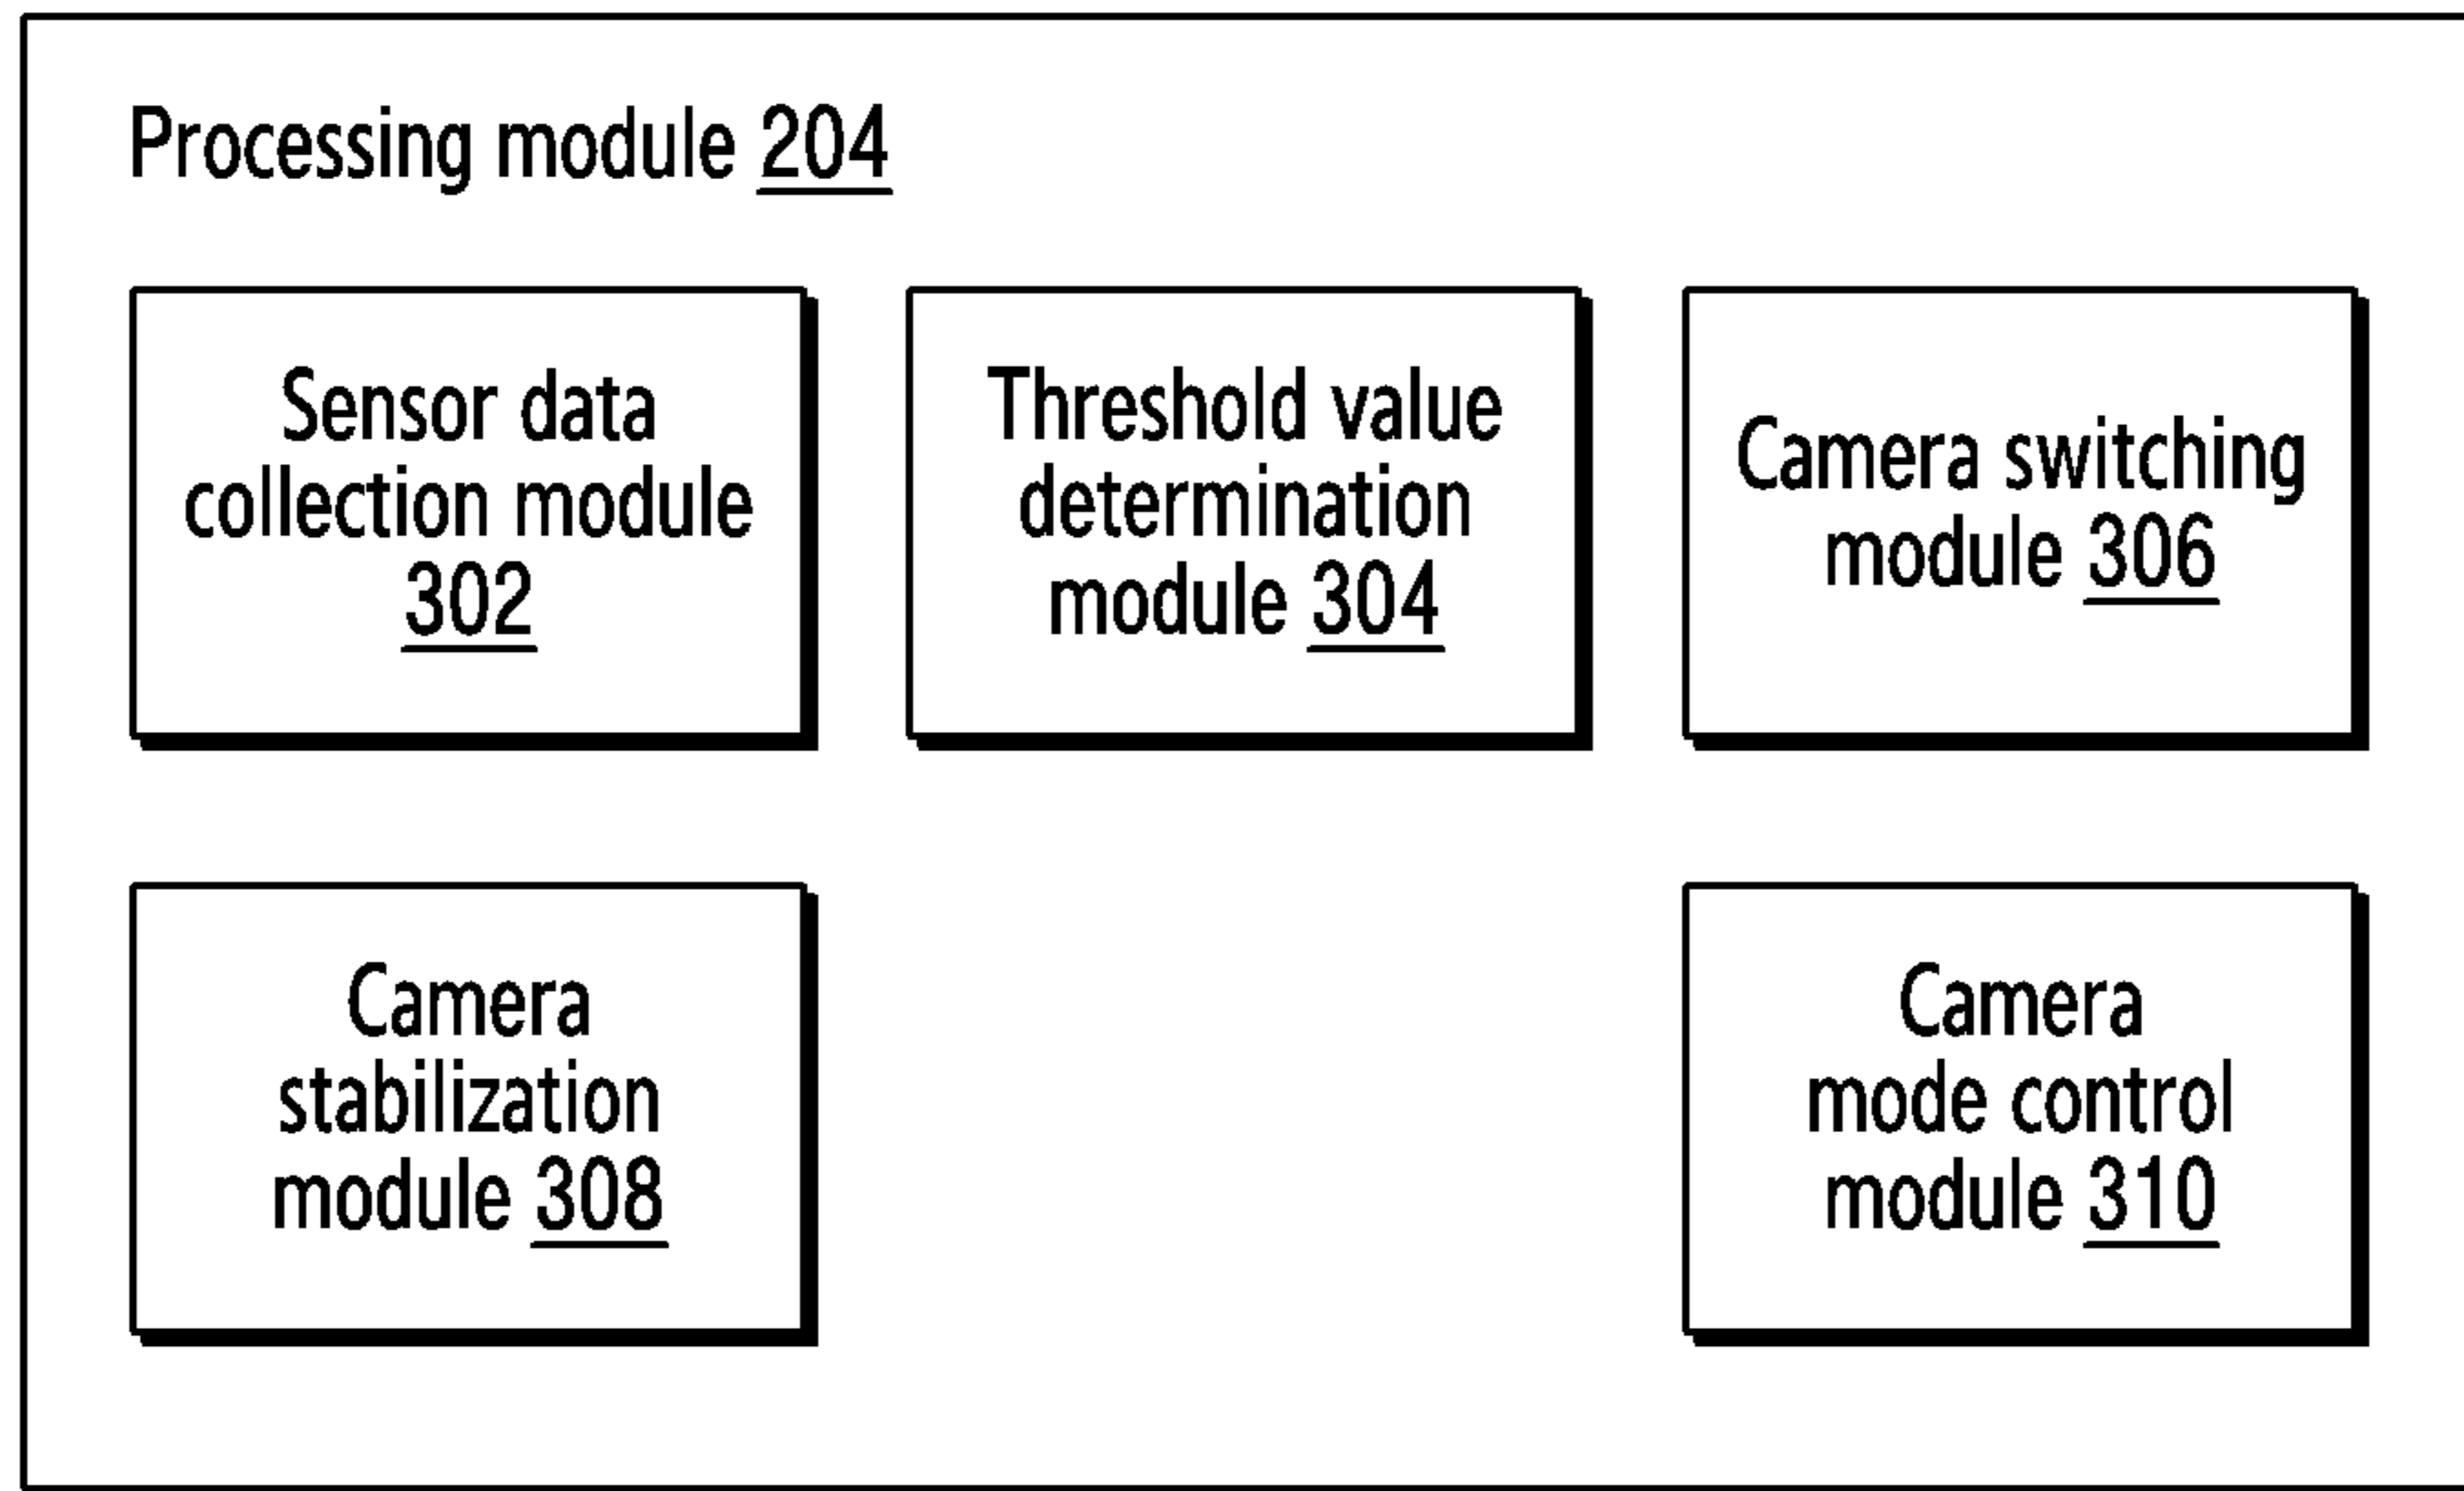 Processing module 204
Sensor data
collection module
302
Threshold value
determination
module 304
Camera switching
module 306
Camera
stabilization
module 308
Camera
mode control
module 310